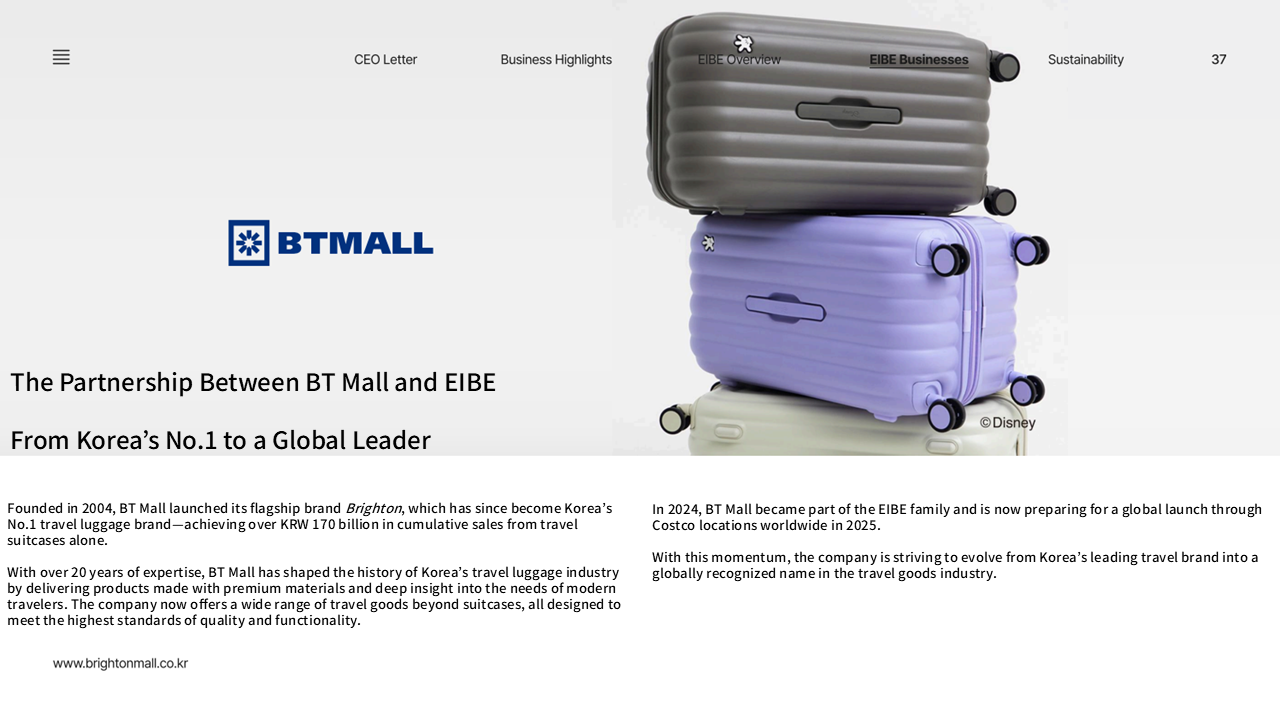 CEO Letter
Business Highlights
EIBE Overview
EIBE Businesses
Sustainability
37
BTMALL
©Disney
The Partnership Between BT Mall and EIBE
From Korea’s No.1 to a Global Leader
Founded in 2004, BT Mall launched its flagship brand Brighton, which has since become Korea’s
No.1 travel luggage brand—achieving over KRW 170 billion in cumulative sales from travel
suitcases alone.
With over 20 years of expertise, BT Mall has shaped the history of Korea’s travel luggage industry
by delivering products made with premium materials and deep insight into the needs of modern
travelers. The company now offers a wide range of travel goods beyond suitcases, all designed to
meet the highest standards of quality and functionality.
In 2024, BT Mall became part of the EIBE family and is now preparing for a global launch through
Costco locations worldwide in 2025.
With this momentum, the company is striving to evolve from Korea’s leading travel brand into a
globally recognized name in the travel goods industry.
www.brightonmall.co.kr